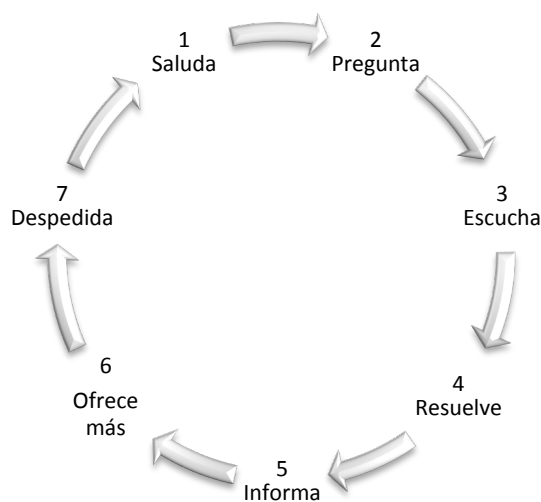 1
Saluda
2
Pregunta
3
Escucha
4
Resuelve
5
Informa
6
Ofrece
más
7
Despedida